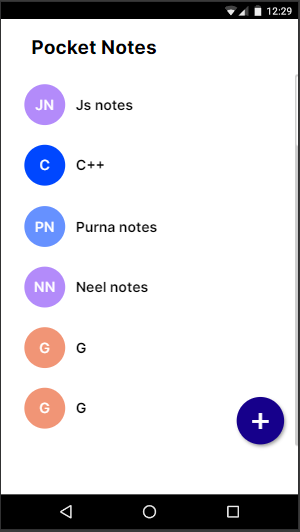 12:29
Pocket Notes
JN Js notes
C C++
PN Purna notes
NN Neel notes
G G
G G
+